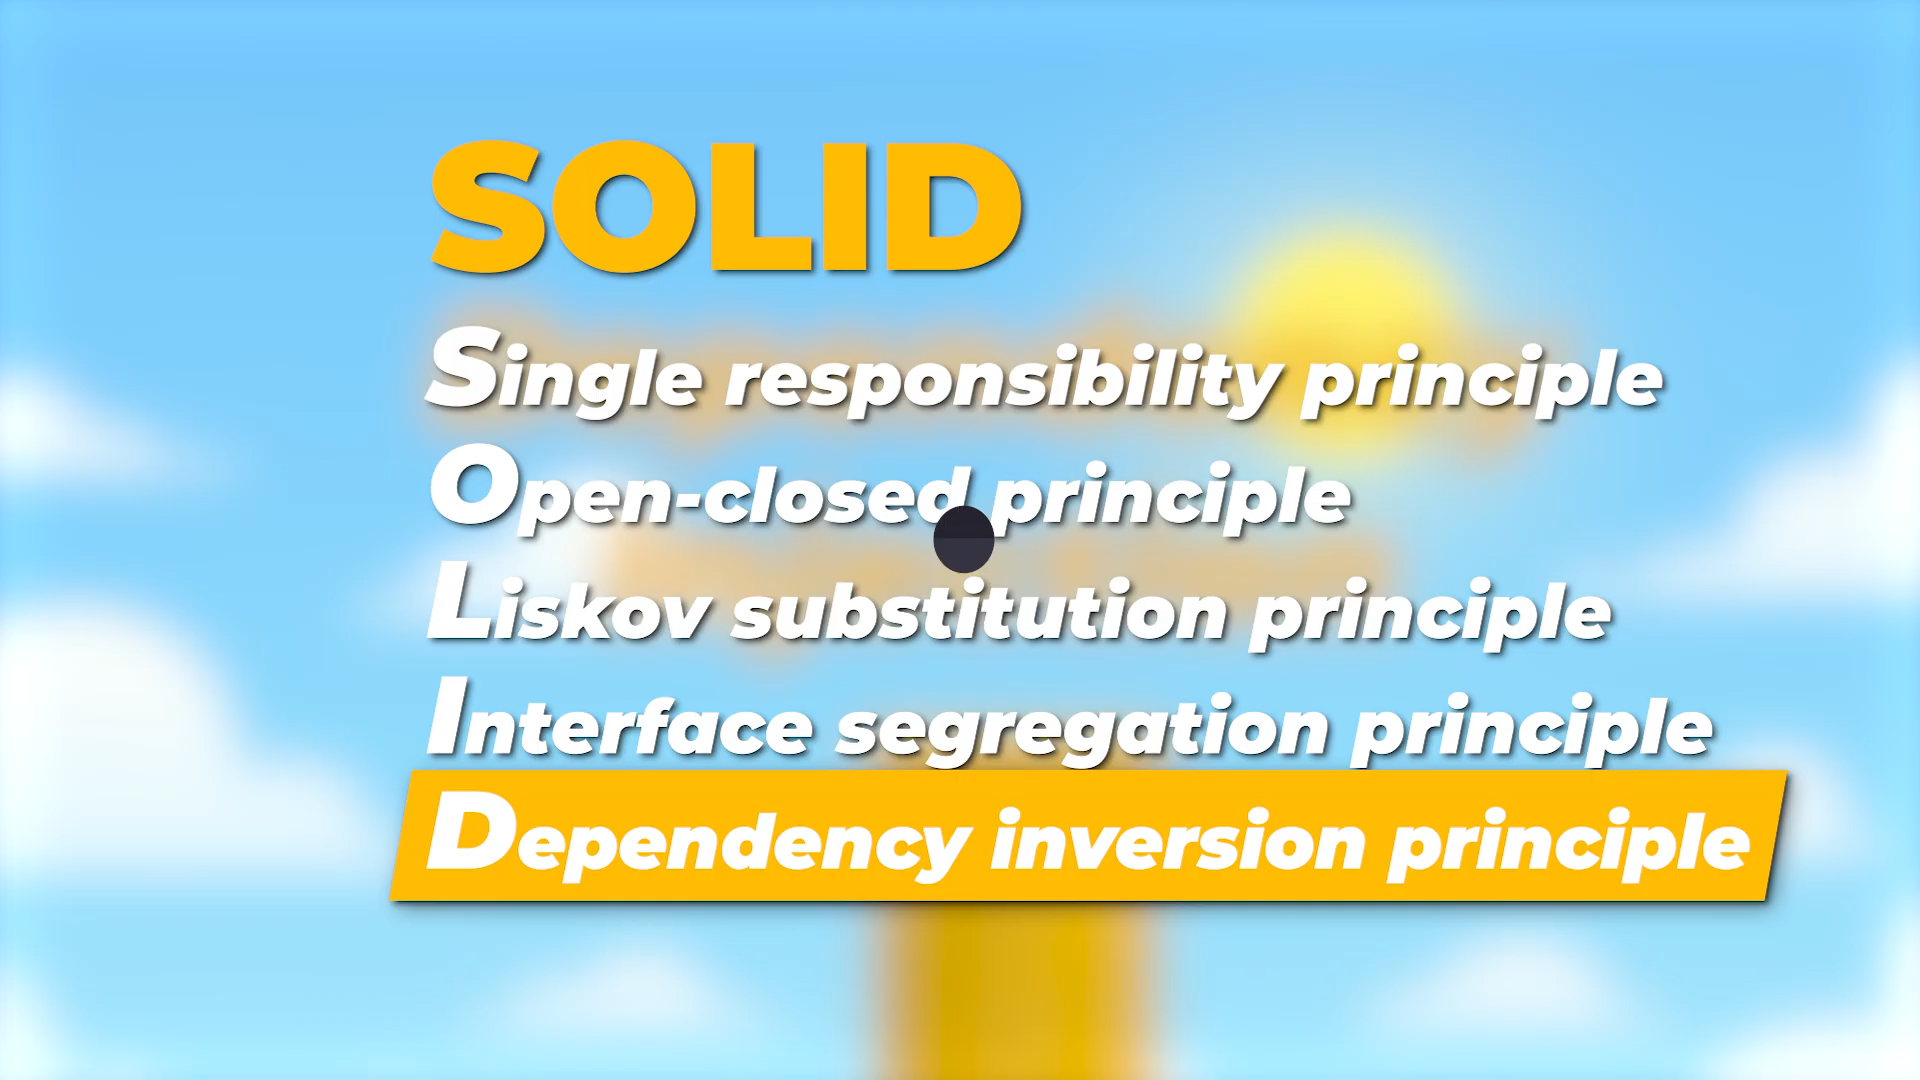 SOLID
Single responsibility principle
Open-closed principle
Liskov substitution principle
Interface segregation principle
Dependency inversion principle